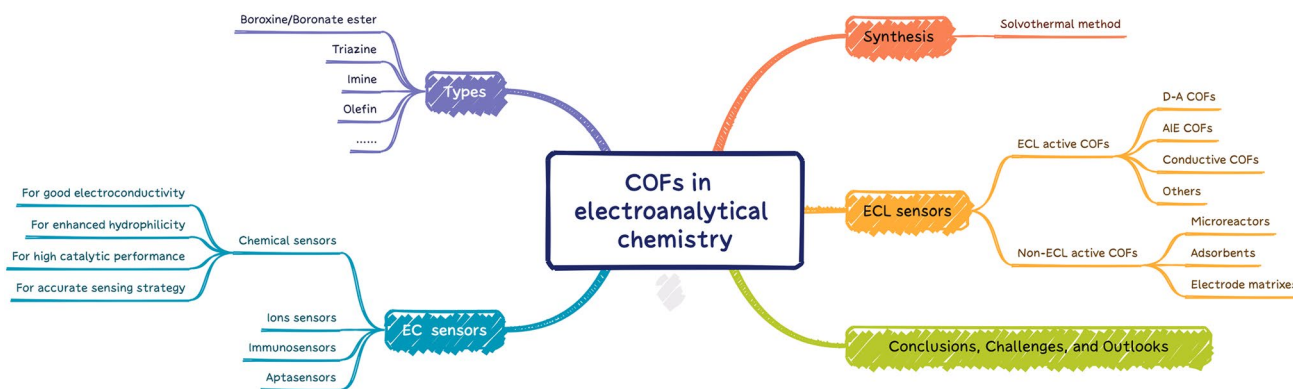 COFs in
electroanalytical
chemistry
Types
Boroxine/Boronate ester
Triazine
Imine
Olefin
......
EC sensors
Chemical sensors
For good electroconductivity
For enhanced hydrophilicity
For high catalytic performance
For accurate sensing strategy
Ions sensors
Immunosensors
Aptasensors
Synthesis
Solvothermal method
ECL sensors
ECL active COFs
D-A COFs
AIE COFs
Conductive COFs
Others
Non-ECL active COFs
Microreactors
Adsorbents
Electrode matrixes
Conclusions, Challenges, and Outlooks